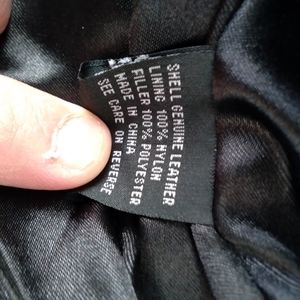 SHELL GENUINE LEATHER
LINING 100% NYLON
FILLER 100% POLYESTER
MADE IN CHINA
SEE CARE ON REVERSE